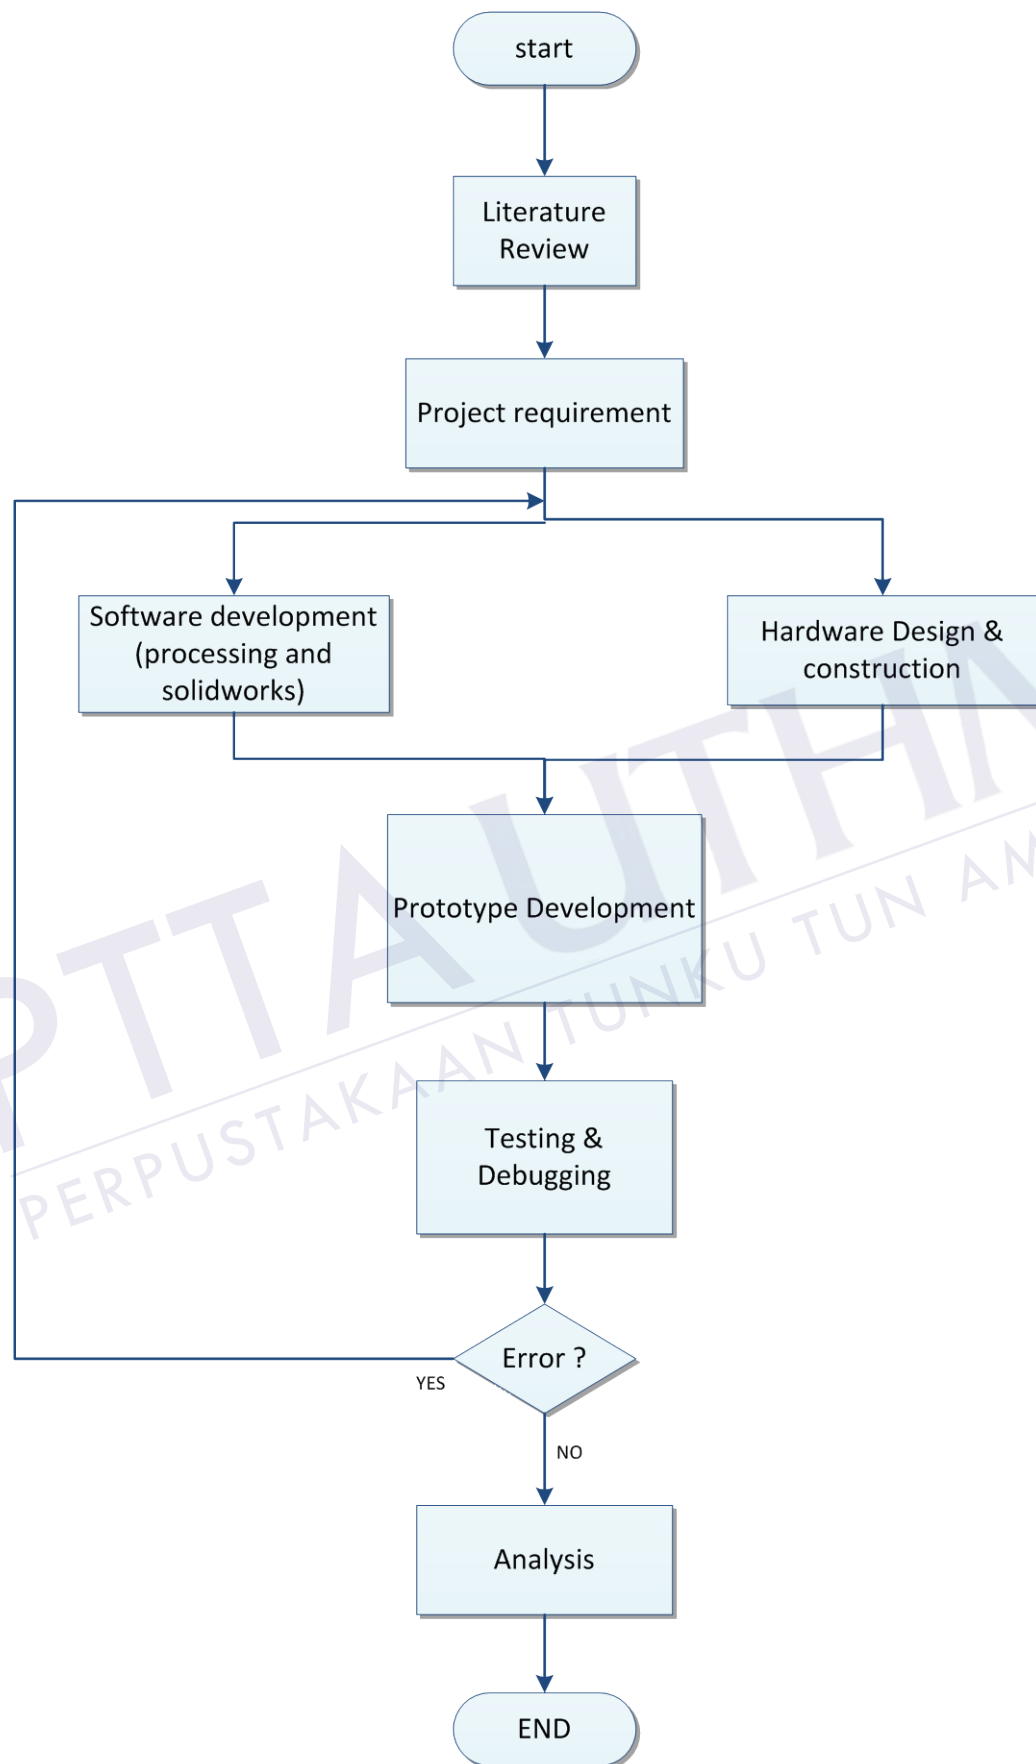 start
Literature
Review
Project requirement
Software development
(processing and
solidworks)
Hardware Design &
construction
Prototype Development
Testing &
Debugging
Error ?
YES
NO
Analysis
END
PTTA UTHM
PERPUSTAKAAN TUNKU TUN